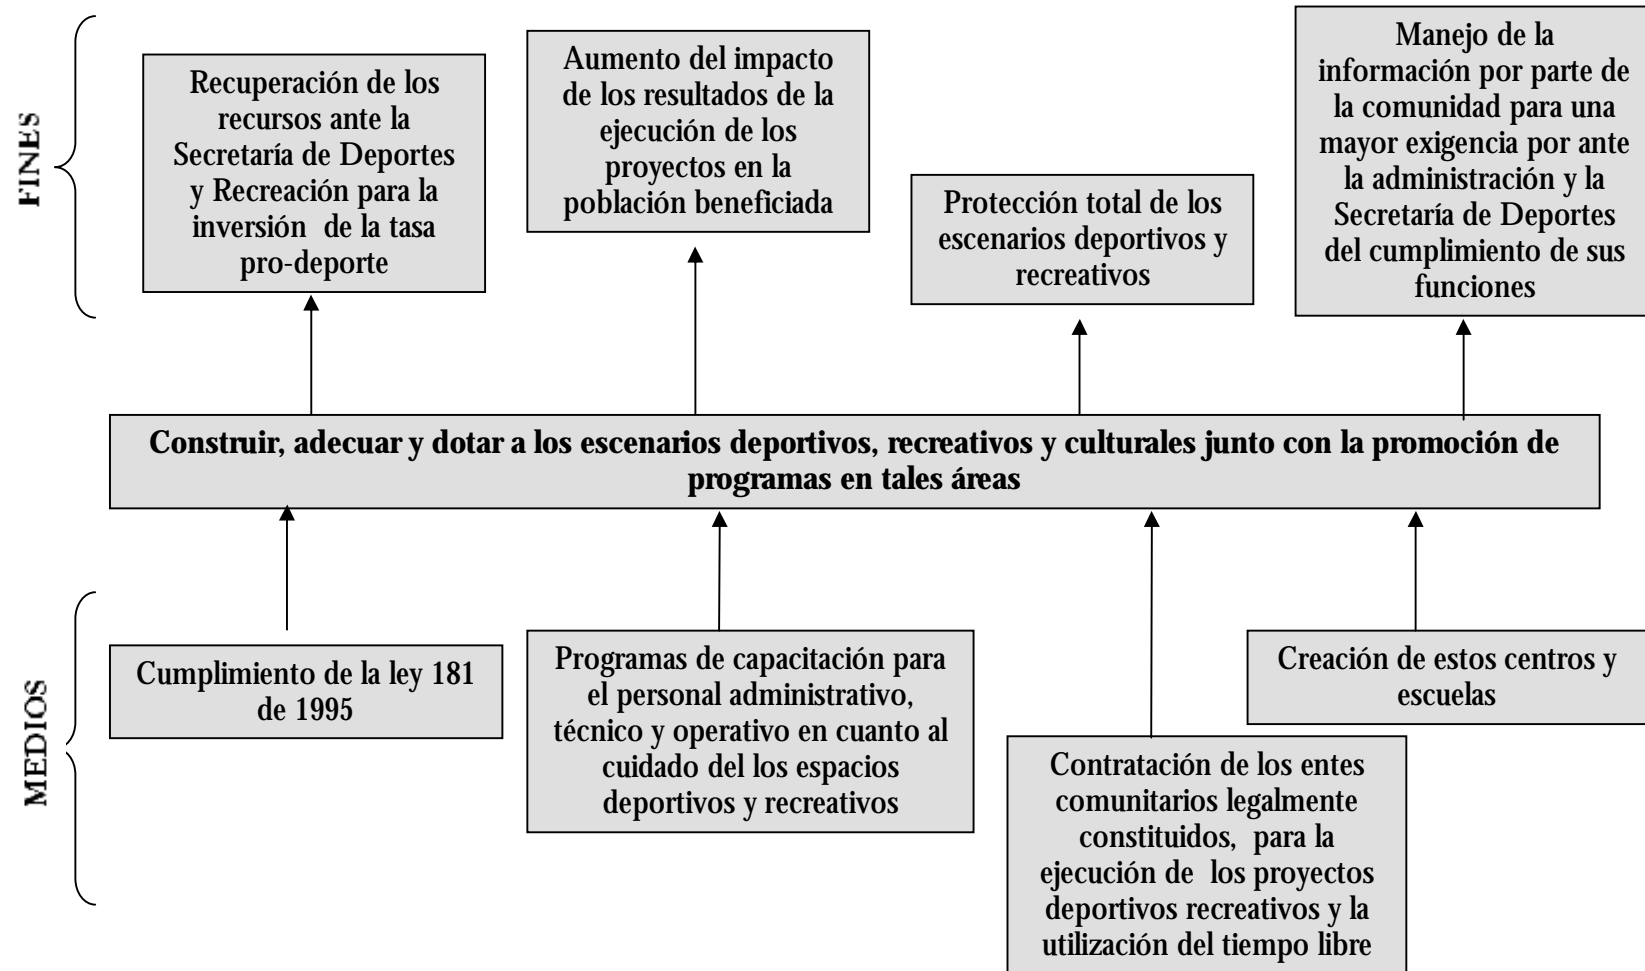 FINES
Recuperación de los
recursos ante la
Secretaría de Deportes
y Recreación para la
inversión de la tasa
pro-deporte
Aumento del impacto
de los resultados de la
ejecución de los
proyectos en la
población beneficiada
Protección total de los
escenarios deportivos y
recreativos
Manejo de la
información por parte de
la comunidad para una
mayor exigencia por ante
la administración y la
Secretaría de Deportes
del cumplimiento de sus
funciones
Construir, adecuar y dotar a los escenarios deportivos, recreativos y culturales junto con la promoción de
programas en tales áreas
MEDIOS
Cumplimiento de la ley 181
de 1995
Programas de capacitación para
el personal administrativo,
técnico y operativo en cuanto al
cuidado del los espacios
deportivos y recreativos
Contratación de los entes
comunitarios legalmente
constituidos, para la
ejecución de los proyectos
deportivos recreativos y la
utilización del tiempo libre
Creación de estos centros y
escuelas